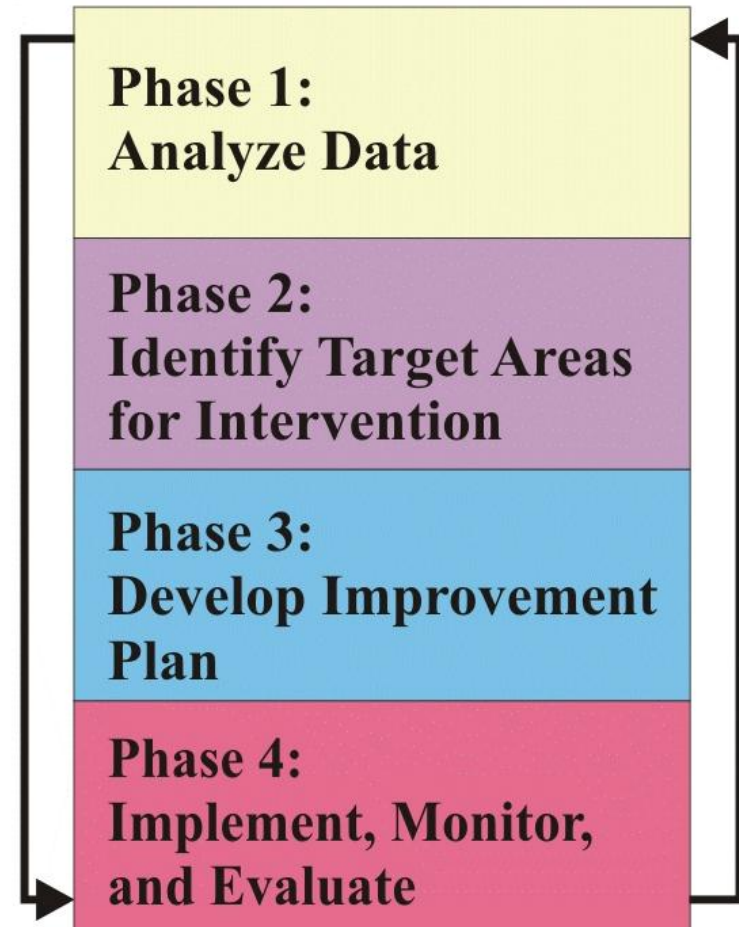 Phase 1:
Analyze Data
Phase 2:
Identify Target Areas
for Intervention
Phase 3:
Develop Improvement
Plan
Phase 4:
Implement, Monitor,
and Evaluate